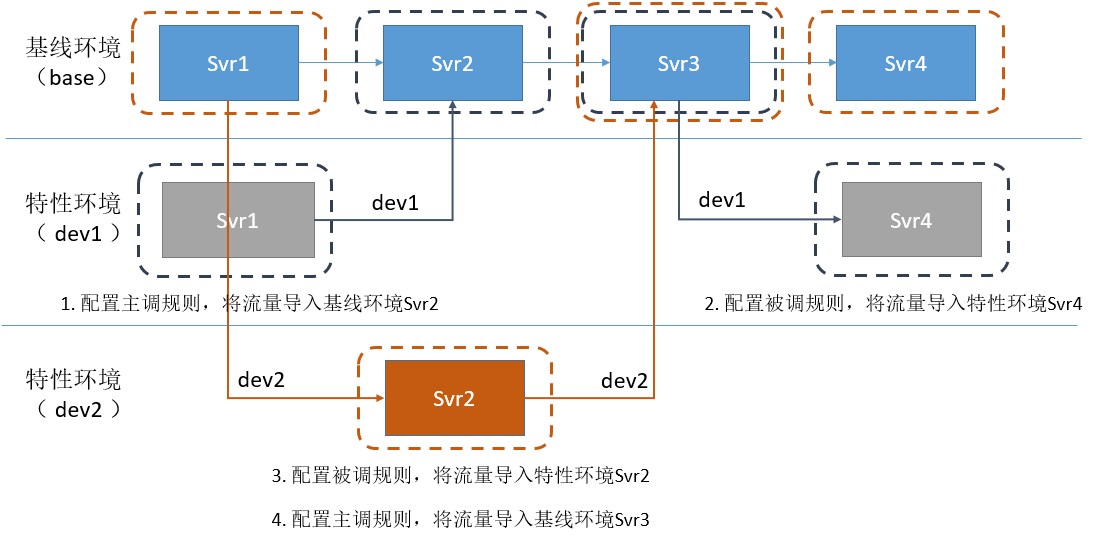 基线环境
（base）
Svr1
Svr2
Svr3
Svr4
特性环境
（ dev1 ）
Svr1
dev1
dev1
Svr4
1. 配置主调规则，将流量导入基线环境Svr2
2. 配置被调规则，将流量导入特性环境Svr4
特性环境
（ dev2 ）
dev2
Svr2
dev2
3. 配置被调规则，将流量导入特性环境Svr2
4. 配置主调规则，将流量导入基线环境Svr3